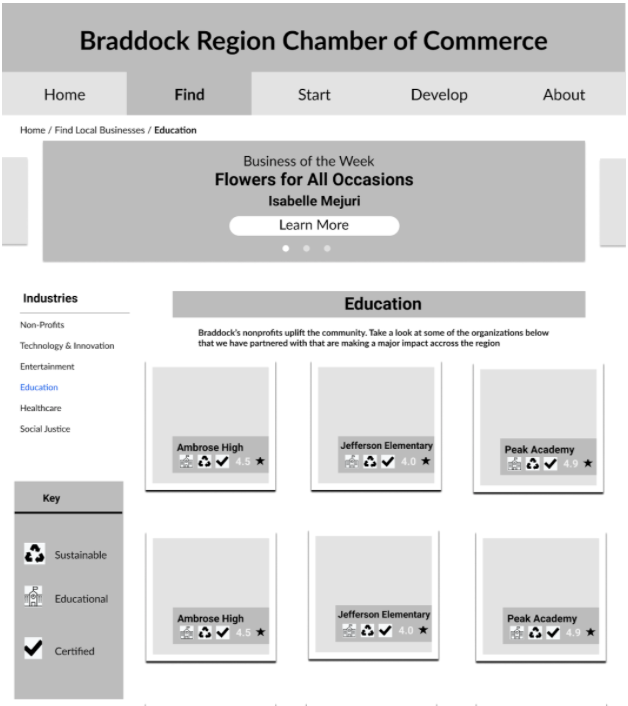 Braddock Region Chamber of Commerce
Home Find Start Develop About
Home / Find Local Businesses / Education
Business of the Week
Flowers for All Occasions
Isabelle Mejuri
Learn More
Industries
Non-Profits
Technology & Innovation
Entertainment
Education
Healthcare
Social Justice
Key
Sustainable
Educational
Certified
Education
Braddock's nonprofits uplift the community. Take a look at some of the organizations below
that we have partnered with that are making a major impact accross the region
Ambrose High
4.5 ★
Jefferson Elementary
4.0 ★
Peak Academy
4.9 ★
Ambrose High
4.5 ★
Jefferson Elementary
4.0 ★
Peak Academy
4.9 ★